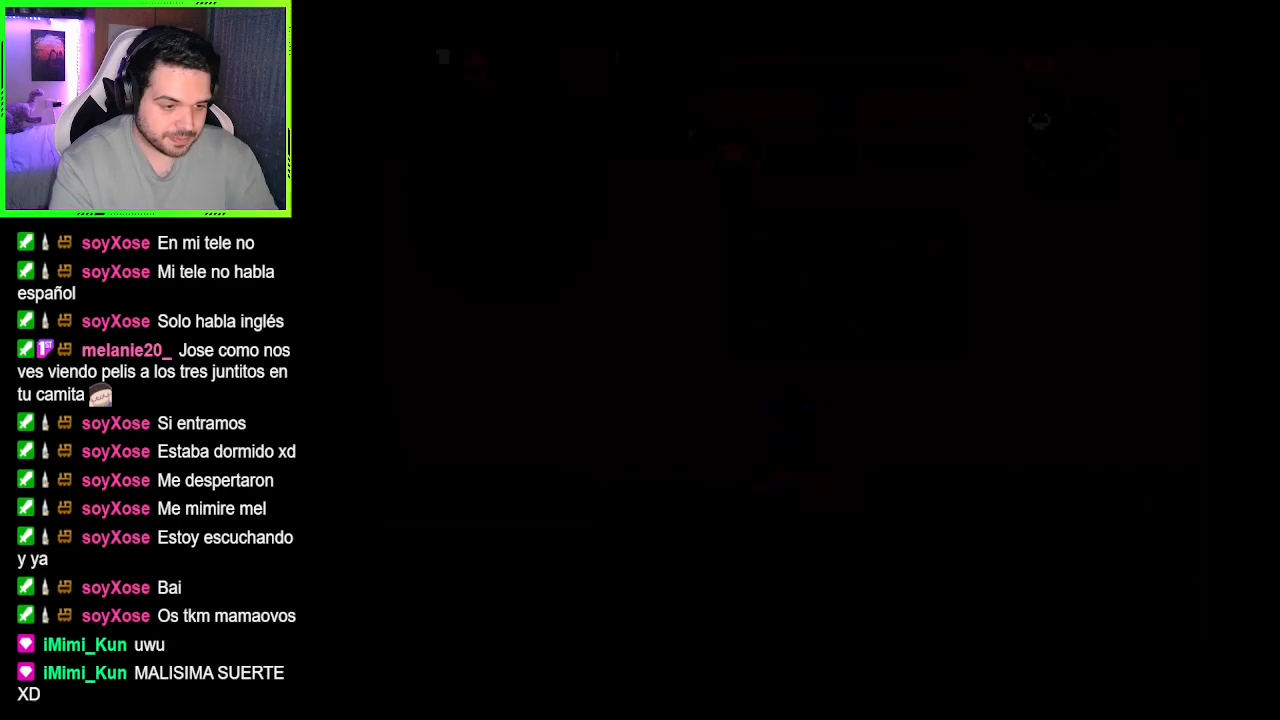 soyXose En mi tele no
soyXose Mi tele no habla
español
soyXose Solo habla inglés
1ST melanie20_ Jose como nos
ves viendo pelis a los tres juntitos en
tu camita
soyXose Si entramos
soyXose Estaba dormido xd
soyXose Me despertaron
soyXose Me mimire mel
soyXose Estoy escuchando
y ya
soyXose Bai
soyXose Os tkm mamaovos
iMimi_Kun uwu
iMimi_Kun MALISIMA SUERTE
XD